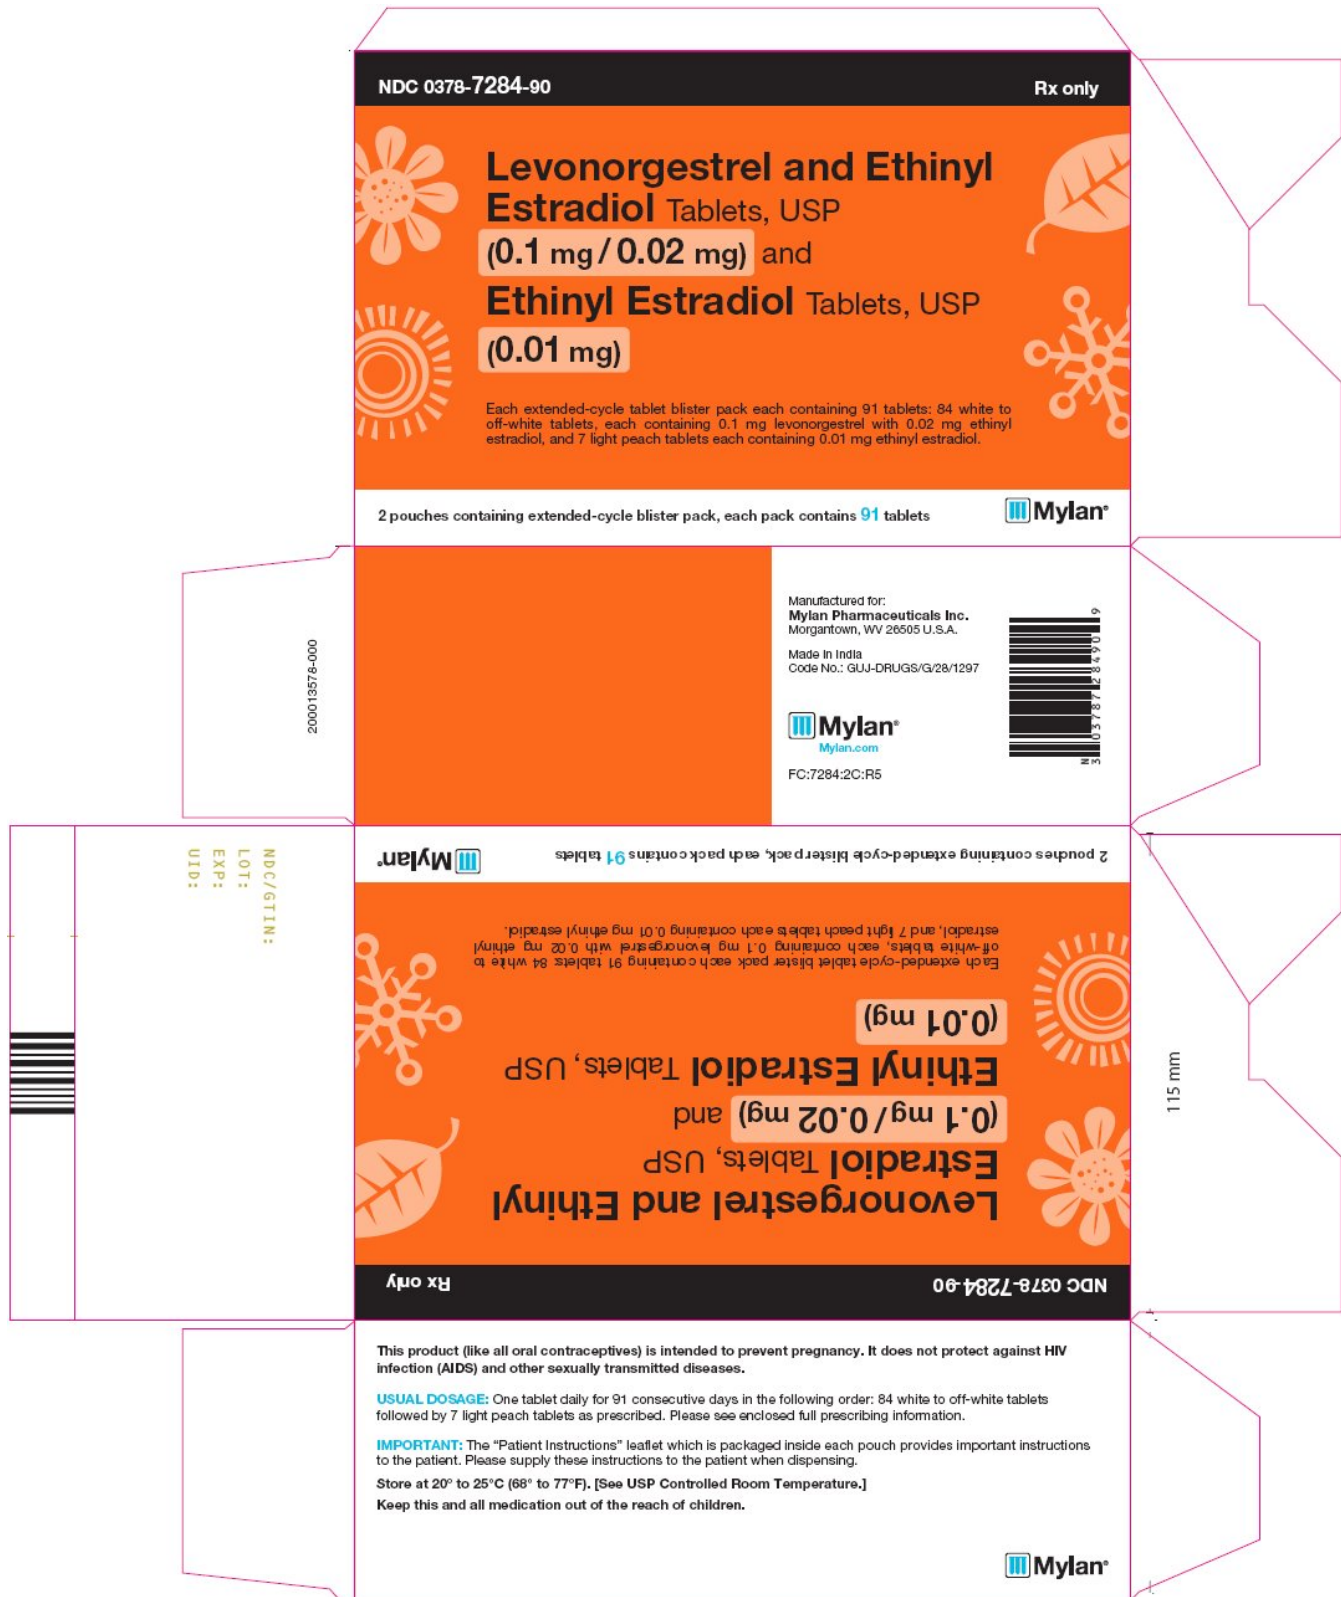 NDC 0378-7284-90
Rx only
Levonorgestrel and Ethinyl
Estradiol Tablets, USP
(0.1 mg / 0.02 mg) and
Ethinyl Estradiol Tablets, USP
(0.01 mg)
Each extended-cycle tablet blister pack each containing 91 tablets: 84 white to
off-white tablets, each containing 0.1 mg levonorgestrel with 0.02 mg ethinyl
estradiol, and 7 light peach tablets each containing 0.01 mg ethinyl estradiol.
2 pouches containing extended-cycle blister pack, each pack contains 91 tablets
Mylan®
200013578-000
Manufactured for:
Mylan Pharmaceuticals Inc.
Morgantown, WV 26505 U.S.A.
Made in India
Code No.: GUJ-DRUGS/G/28/1297
Mylan®
Mylan.com
FC:7284:2C:R5
N
3 03787 28490 9
NDC/GTIN:
LOT:
EXP:
UID:
NDC 0378-7284-90
Rx only
Levonorgestrel and Ethinyl
Estradiol Tablets, USP
(0.1 mg / 0.02 mg) and
Ethinyl Estradiol Tablets, USP
(0.01 mg)
Each extended-cycle tablet blister pack each containing 91 tablets: 84 white to
off-white tablets, each containing 0.1 mg levonorgestrel with 0.02 mg ethinyl
estradiol, and 7 light peach tablets each containing 0.01 mg ethinyl estradiol.
2 pouches containing extended-cycle blister pack, each pack contains 91 tablets
Mylan®
115 mm
This product (like all oral contraceptives) is intended to prevent pregnancy. It does not protect against HIV
infection (AIDS) and other sexually transmitted diseases.
USUAL DOSAGE: One tablet daily for 91 consecutive days in the following order: 84 white to off-white tablets
followed by 7 light peach tablets as prescribed. Please see enclosed full prescribing information.
IMPORTANT: The “Patient Instructions” leaflet which is packaged inside each pouch provides important instructions
to the patient. Please supply these instructions to the patient when dispensing.
Store at 20° to 25°C (68° to 77°F). [See USP Controlled Room Temperature.]
Keep this and all medication out of the reach of children.
Mylan®